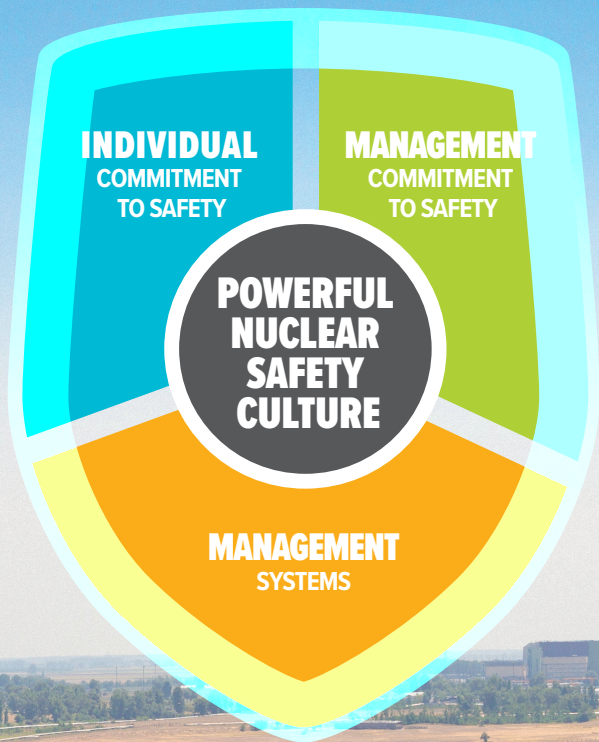 INDIVIDUAL
COMMITMENT
TO SAFETY
MANAGEMENT
COMMITMENT
TO SAFETY
POWERFUL
NUCLEAR
SAFETY
CULTURE
MANAGEMENT
SYSTEMS